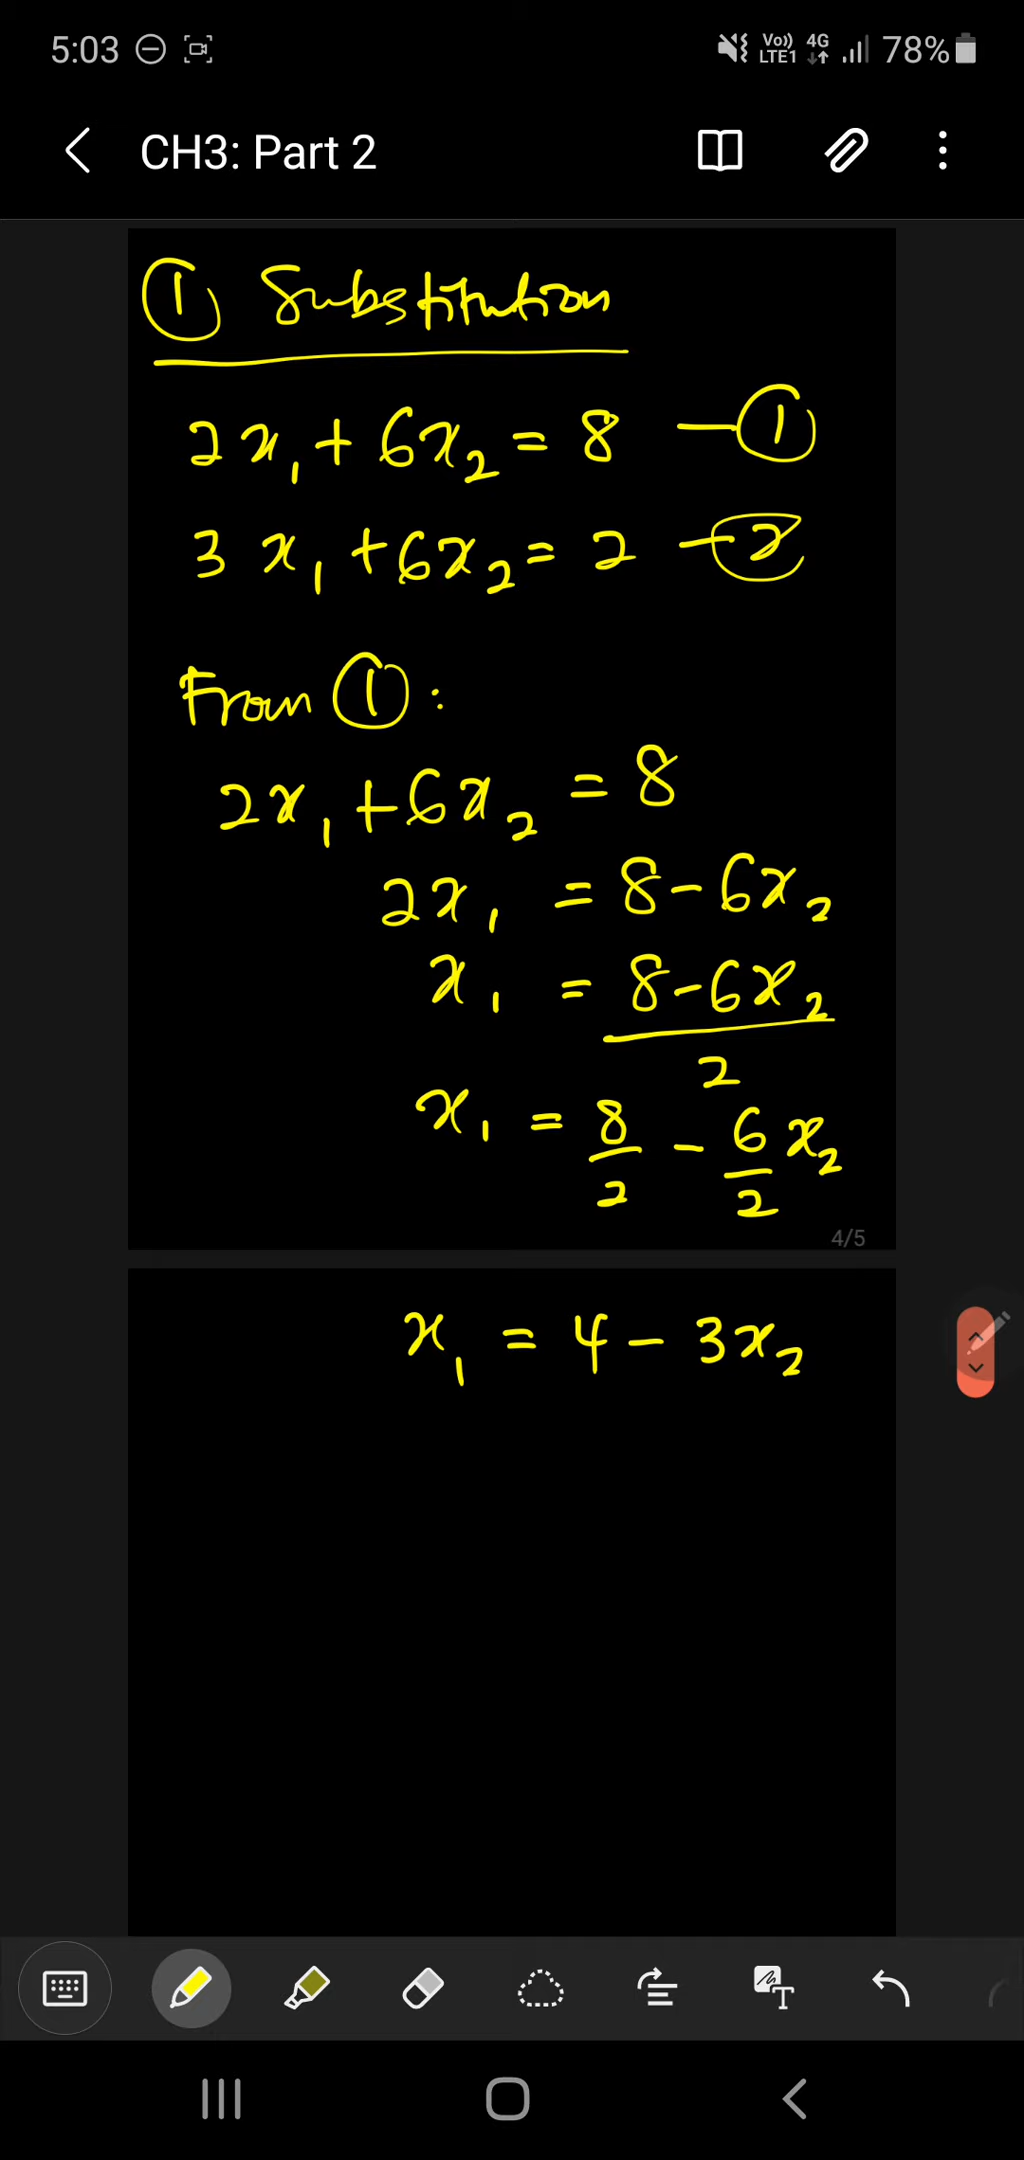 5:03 Vo)) LTE1 4G 78%
CH3: Part 2
① Substitution
2x₁ + 6x₂ = 8 — ①
3x₁ + 6x₂ = 2 — ②
From ① :
2x₁ + 6x₂ = 8
2x₁ = 8 - 6x₂
x₁ = 8 - 6x₂
2
x₁ = 8/2 - 6/2 x₂
4/5
x₁ = 4 - 3x₂
T